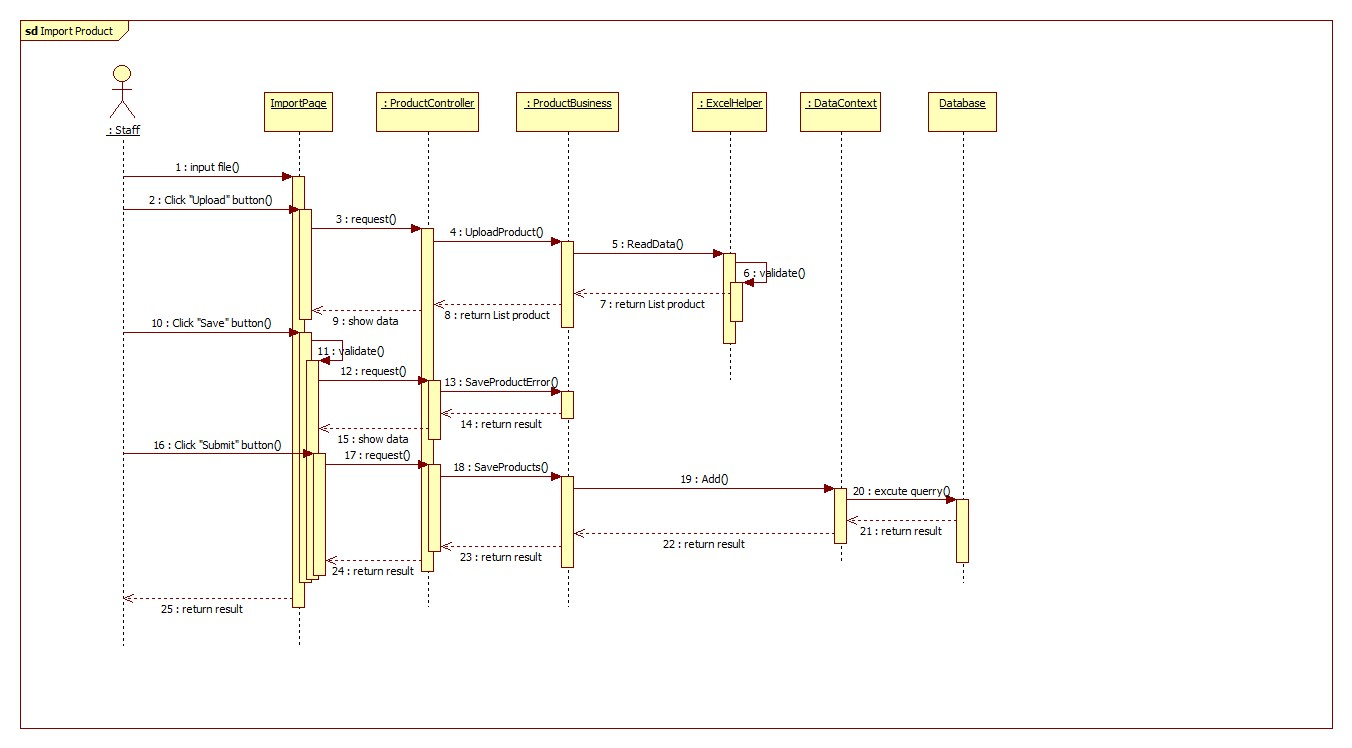 sd Import Product
: Staff
ImportPage
: ProductController
: ProductBusiness
: ExcelHelper
: DataContext
Database
1 : input file()
2 : Click "Upload" button()
3 : request()
4 : UploadProduct()
5 : ReadData()
6 : validate()
7 : return List product
8 : return List product
9 : show data
10 : Click "Save" button()
11 : validate()
12 : request()
13 : SaveProductError()
14 : return result
15 : show data
16 : Click "Submit" button()
17 : request()
18 : SaveProducts()
19 : Add()
20 : excute querry()
21 : return result
22 : return result
23 : return result
24 : return result
25 : return result